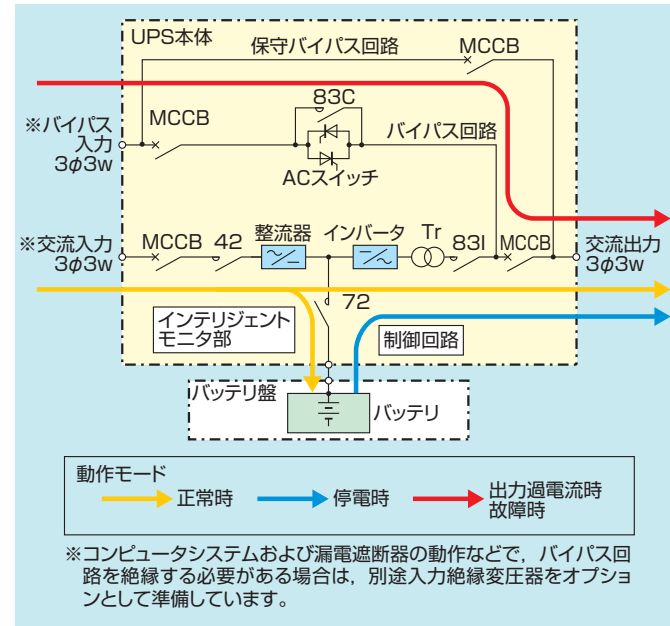 UPS本体
保守バイパス回路
MCCB
83C
※バイパス
入力
3φ3w
MCCB
バイパス回路
ACスイッチ
※交流入力
3φ3w
MCCB
42
整流器
インバータ
Tr
83I
MCCB
交流出力
3φ3w
72
インテリジェント
モニタ部
制御回路
バッテリ盤
バッテリ
動作モード
正常時
停電時
出力過電流時
故障時
※コンピュータシステムおよび漏電遮断器の動作などで，バイパス回
路を絶縁する必要がある場合は，別途入力絶縁変圧器をオプショ
ンとして準備しています。